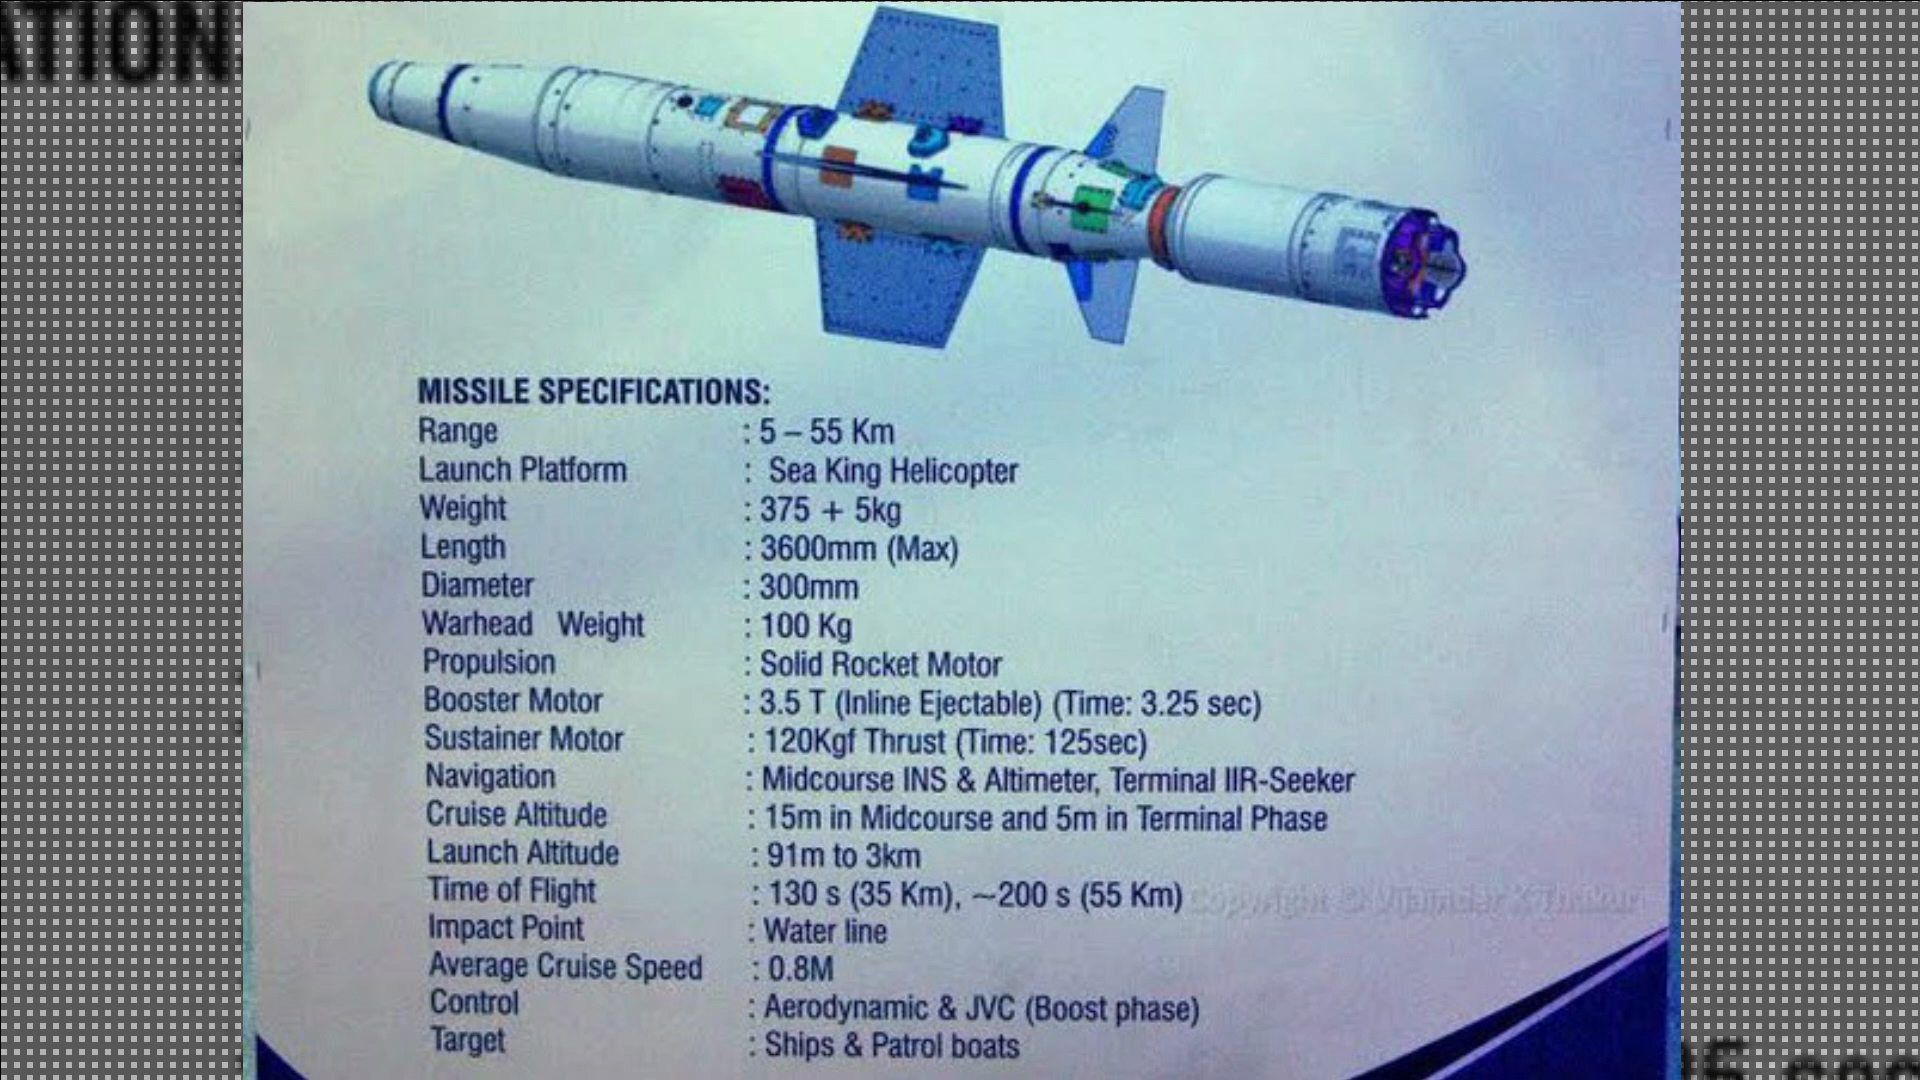 ATION
MISSILE SPECIFICATIONS:
Range : 5 – 55 Km
Launch Platform : Sea King Helicopter
Weight : 375 + 5kg
Length : 3600mm (Max)
Diameter : 300mm
Warhead Weight : 100 Kg
Propulsion : Solid Rocket Motor
Booster Motor : 3.5 T (Inline Ejectable) (Time: 3.25 sec)
Sustainer Motor : 120Kgf Thrust (Time: 125sec)
Navigation : Midcourse INS & Altimeter, Terminal IIR-Seeker
Cruise Altitude : 15m in Midcourse and 5m in Terminal Phase
Launch Altitude : 91m to 3km
Time of Flight : 130 s (35 Km), ~200 s (55 Km)
Copyright © Vijainder K Thakur
Impact Point : Water line
Average Cruise Speed : 0.8M
Control : Aerodynamic & JVC (Boost phase)
Target : Ships & Patrol boats